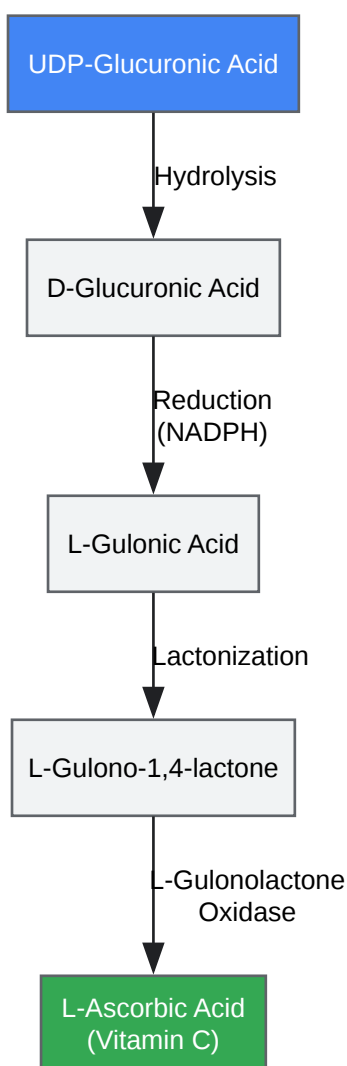 UDP-Glucuronic Acid
Hydrolysis
D-Glucuronic Acid
Reduction
(NADPH)
L-Gulonic Acid
Lactonization
L-Gulono-1,4-lactone
L-Gulonolactone
Oxidase
L-Ascorbic Acid
(Vitamin C)